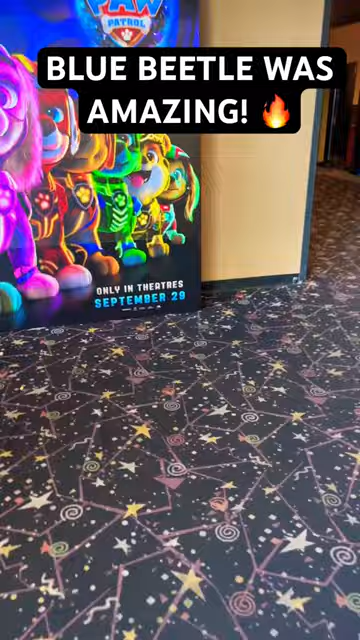 PAW
PATROL
BLUE BEETLE WAS
AMAZING! 🔥
ONLY IN THEATRES
SEPTEMBER 29